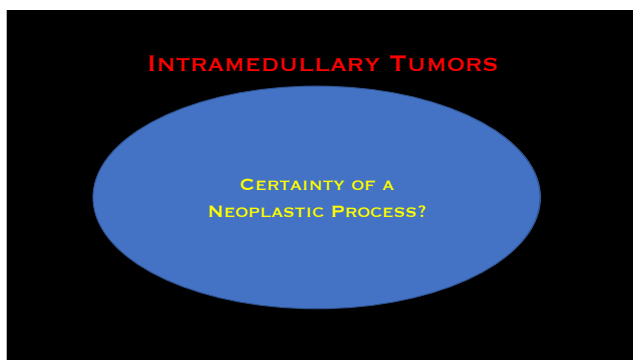 Intramedullary Tumors
Certainty of a
Neoplastic Process?